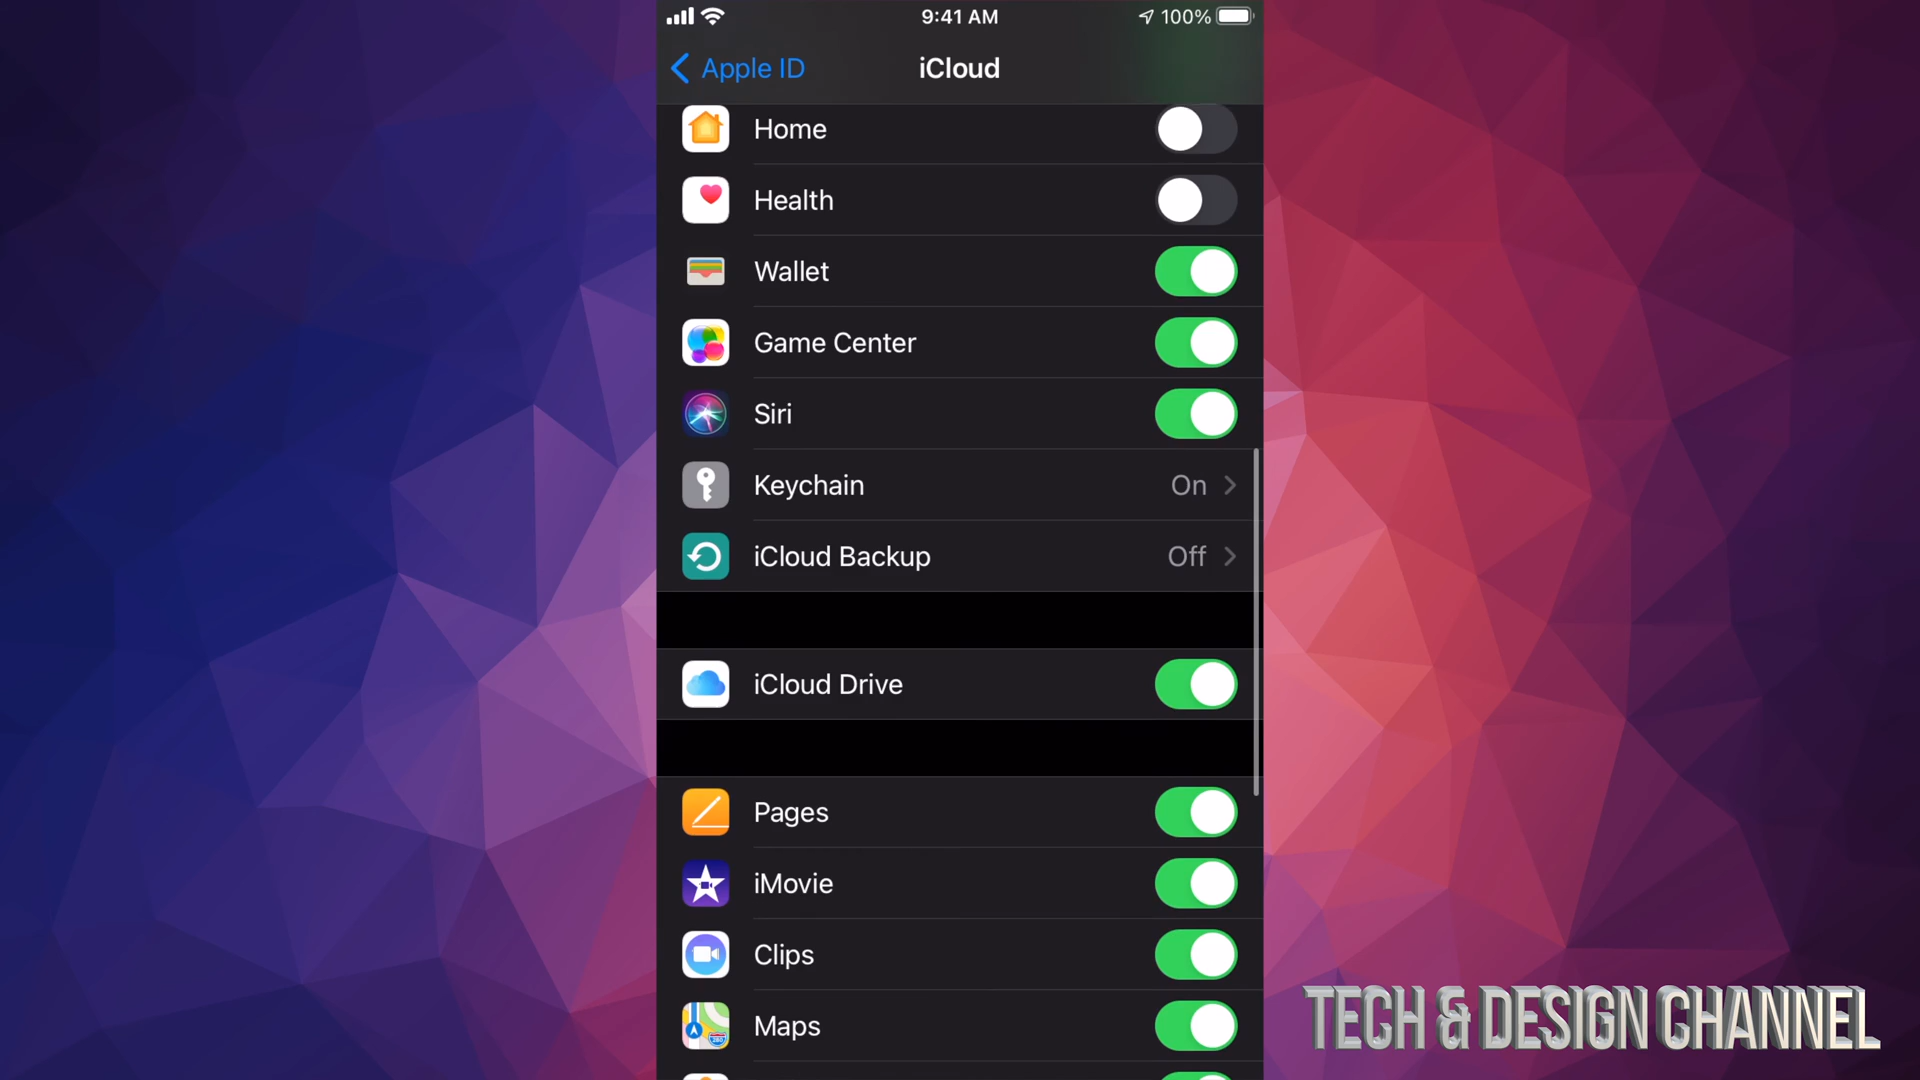 9:41 AM
100%
Apple ID
iCloud
Home
Health
Wallet
Game Center
Siri
Keychain On
iCloud Backup Off
iCloud Drive
Pages
iMovie
Clips
Maps
TECH & DESIGN CHANNEL